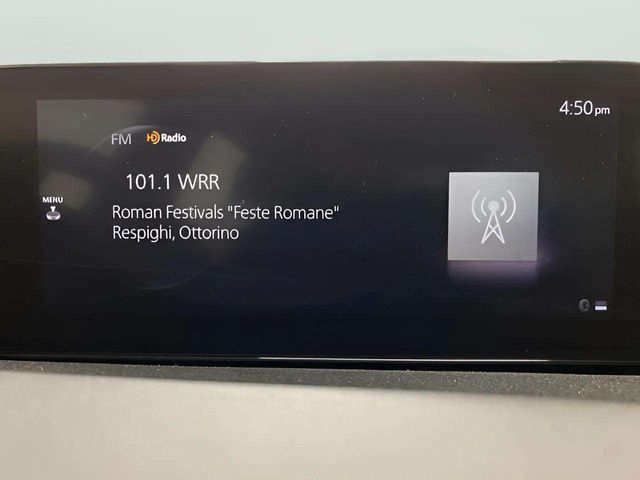 4:50pm
FM HD Radio
101.1 WRR
MENU
Roman Festivals "Feste Romane"
Respighi, Ottorino